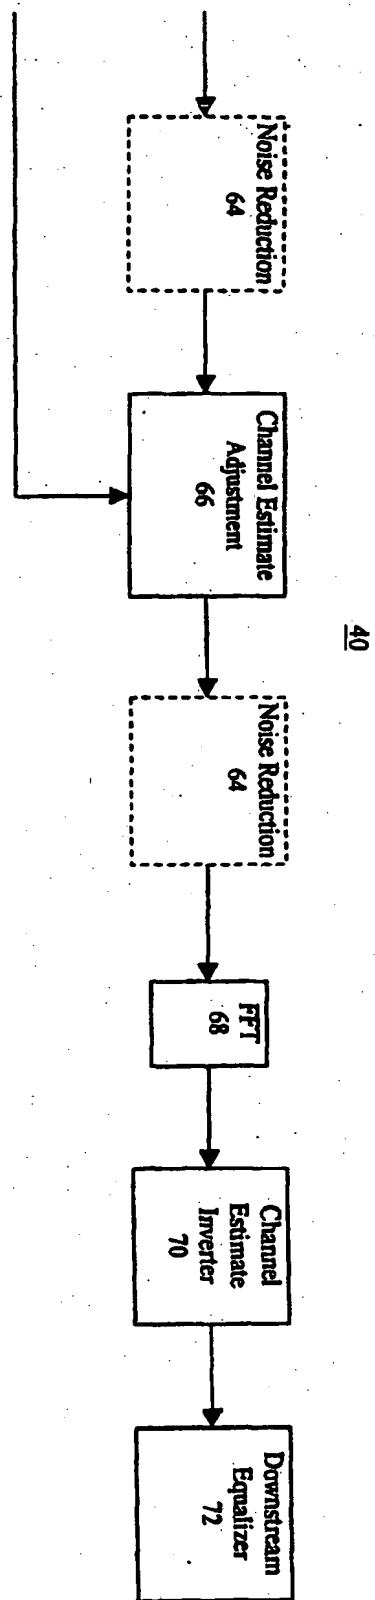 40
Noise Reduction
64
Channel Estimate
Adjustment
66
Noise Reduction
64
FFT
68
Channel
Estimate
Inverter
70
Downstream
Equalizer
72